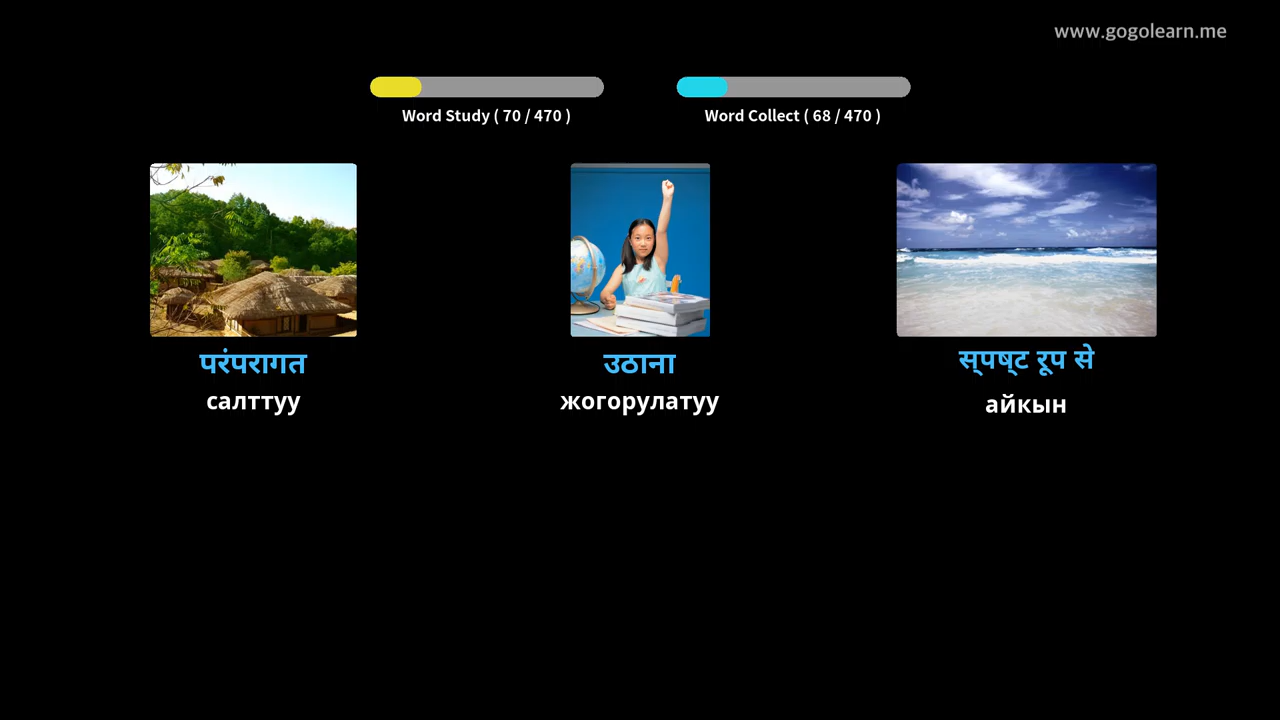 www.gogolearn.me
Word Study ( 70 / 470 )
Word Collect ( 68 / 470 )
परंपरागत
салттуу
उठाना
жогорулатуу
स्पष्ट रूप से
айкын